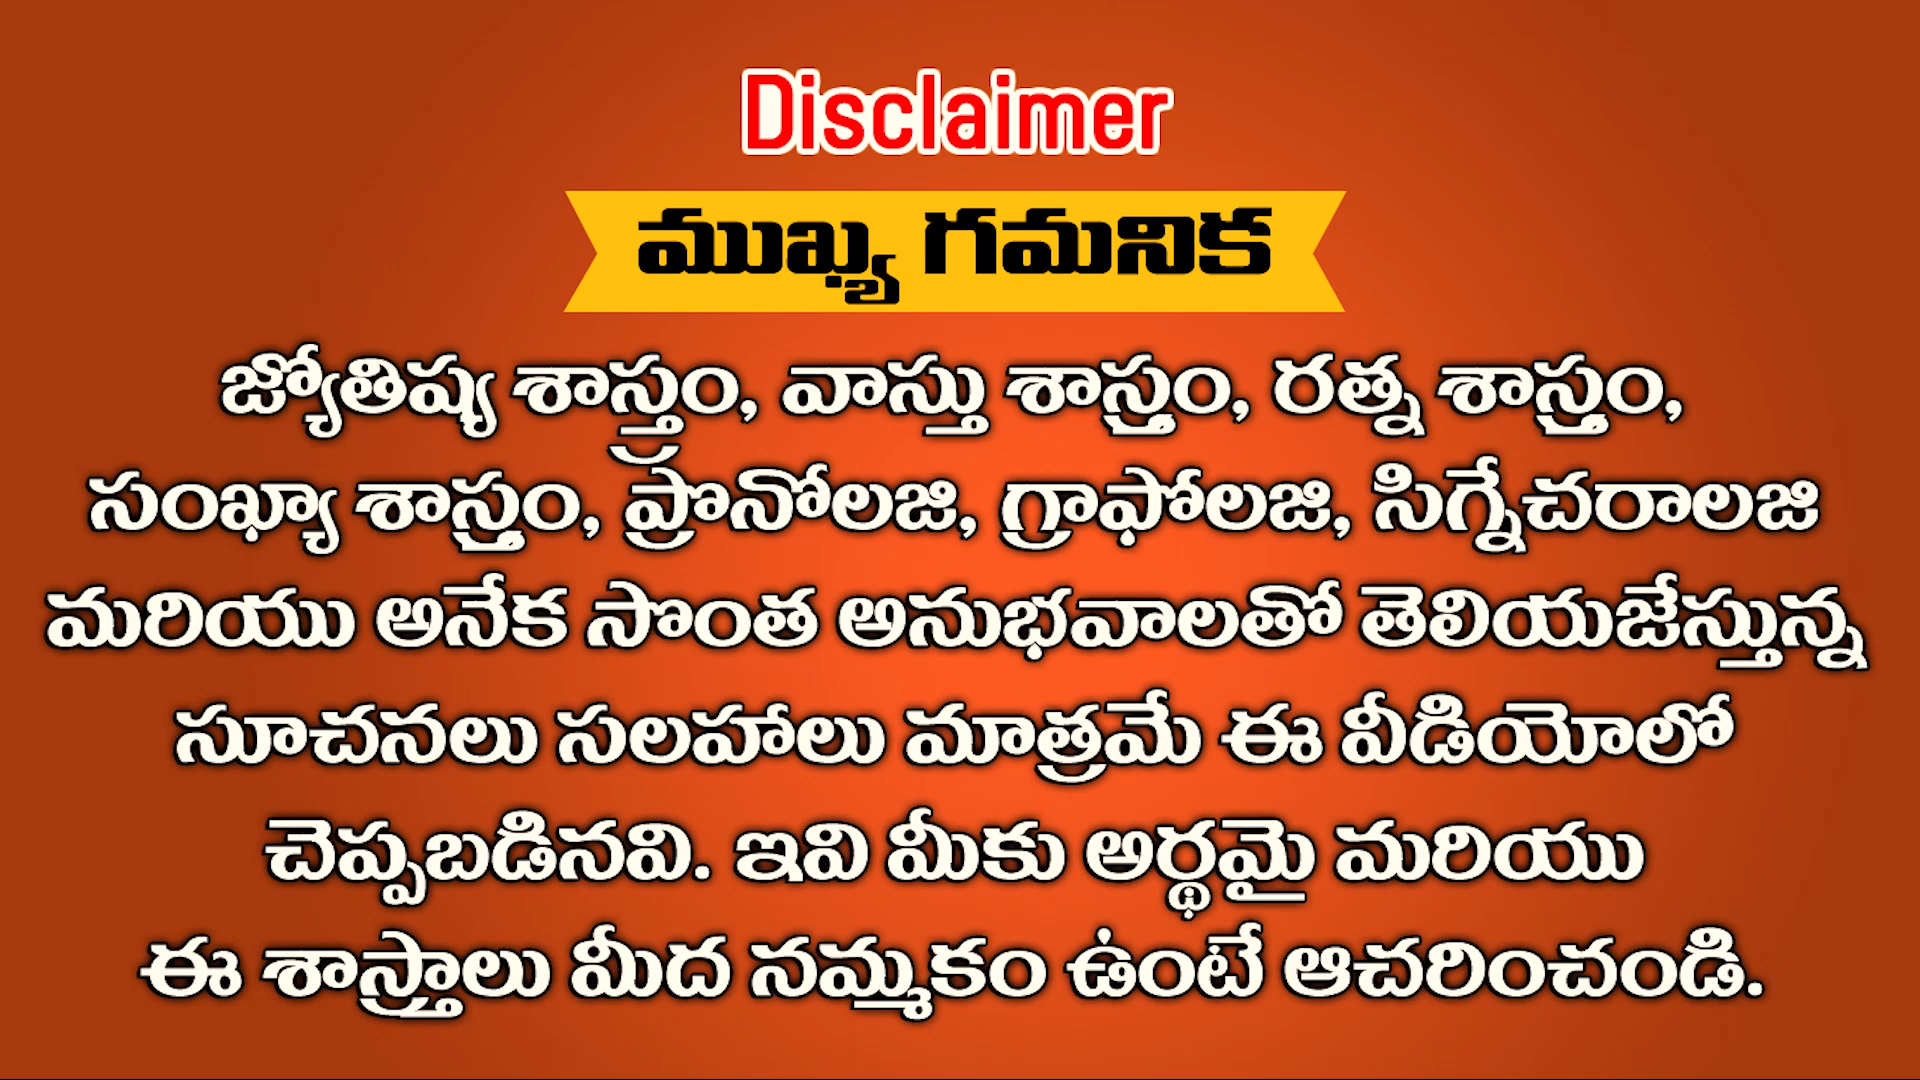 Disclaimer
ముఖ్య గమనిక
జ్యోతిష్య శాస్త్రం, వాస్తు శాస్త్రం, రత్న శాస్త్రం,
సంఖ్యా శాస్త్రం, ప్రొనోలజి, గ్రాఫోలజి, సిగ్నేచరాలజి
మరియు అనేక సొంత అనుభవాలతో తెలియజేస్తున్న
సూచనలు సలహాలు మాత్రమే ఈ వీడియోలో
చెప్పబడినవి. ఇవి మీకు అర్థమై మరియు
ఈ శాస్త్రాలు మీద నమ్మకం ఉంటే ఆచరించండి.